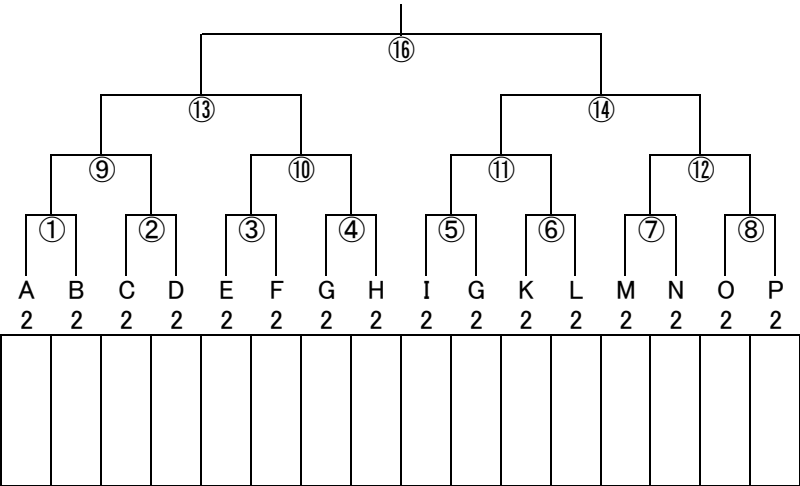 ⑯
⑬ ⑭
⑨ ⑩ ⑪ ⑫
① ② ③ ④ ⑤ ⑥ ⑦ ⑧
A B C D E F G H I G K L M N O P
2 2 2 2 2 2 2 2 2 2 2 2 2 2 2 2